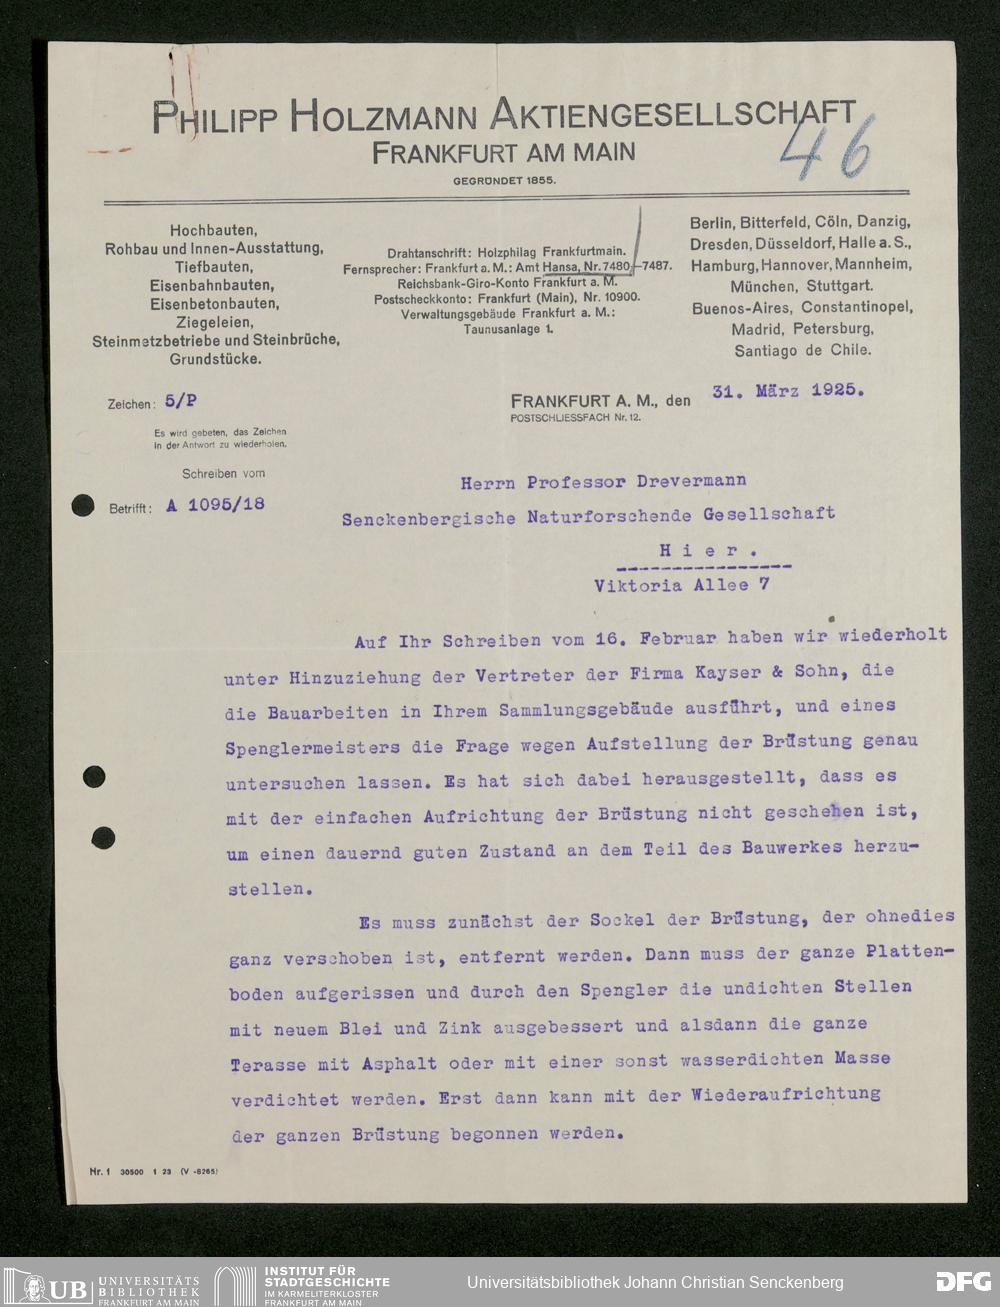 PHILIPP HOLZMANN AKTIENGESELLSCHAFT
FRANKFURT AM MAIN
GEGRÜNDET 1855.
46
Hochbauten,
Rohbau und Innen-Ausstattung,
Tiefbauten,
Eisenbahnbauten,
Eisenbetonbauten,
Ziegeleien,
Steinmetzbetriebe und Steinbrüche,
Grundstücke.
Drahtanschrift: Holzphilag Frankfurtmain.
Fernsprecher: Frankfurt a. M.: Amt Hansa, Nr. 7480-7487.
Reichsbank-Giro-Konto Frankfurt a. M.
Postscheckkonto: Frankfurt (Main), Nr. 10900.
Verwaltungsgebäude Frankfurt a. M.:
Taunusanlage 1.
Berlin, Bitterfeld, Cöln, Danzig,
Dresden, Düsseldorf, Halle a. S.,
Hamburg, Hannover, Mannheim,
München, Stuttgart.
Buenos-Aires, Constantinopel,
Madrid, Petersburg,
Santiago de Chile.
Zeichen: 5/P
Es wird gebeten, das Zeichen
in der Antwort zu wiederholen.
Schreiben vom
Betrifft: A 1095/18
FRANKFURT A. M., den 31. März 1925.
POSTSCHLIESSFACH Nr. 12.
Herrn Professor Drevermann
Senckenbergische Naturforschende Gesellschaft
H i e r .
Viktoria Allee 7
Auf Ihr Schreiben vom 16. Februar haben wir wiederholt
unter Hinzuziehung der Vertreter der Firma Kayser & Sohn, die
die Bauarbeiten in Ihrem Sammlungsgebäude ausführt, und eines
Spenglermeisters die Frage wegen Aufstellung der Brüstung genau
untersuchen lassen. Es hat sich dabei herausgestellt, dass es
mit der einfachen Aufrichtung der Brüstung nicht geschehen ist,
um einen dauernd guten Zustand an dem Teil des Bauwerkes herzu-
stellen.
Es muss zunächst der Sockel der Brüstung, der ohnedies
ganz verschoben ist, entfernt werden. Dann muss der ganze Platten-
boden aufgerissen und durch den Spengler die undichten Stellen
mit neuem Blei und Zink ausgebessert und alsdann die ganze
Terasse mit Asphalt oder mit einer sonst wasserdichten Masse
verdichtet werden. Erst dann kann mit der Wiederaufrichtung
der ganzen Brüstung begonnen werden.
Nr. 1 30500 1 23 (V -8265)
UB UNIVERSITÄTS
BIBLIOTHEK
FRANKFURT AM MAIN
INSTITUT FÜR
STADTGESCHICHTE
IM KARMELITERKLOSTER
FRANKFURT AM MAIN
Universitätsbibliothek Johann Christian Senckenberg
DFG